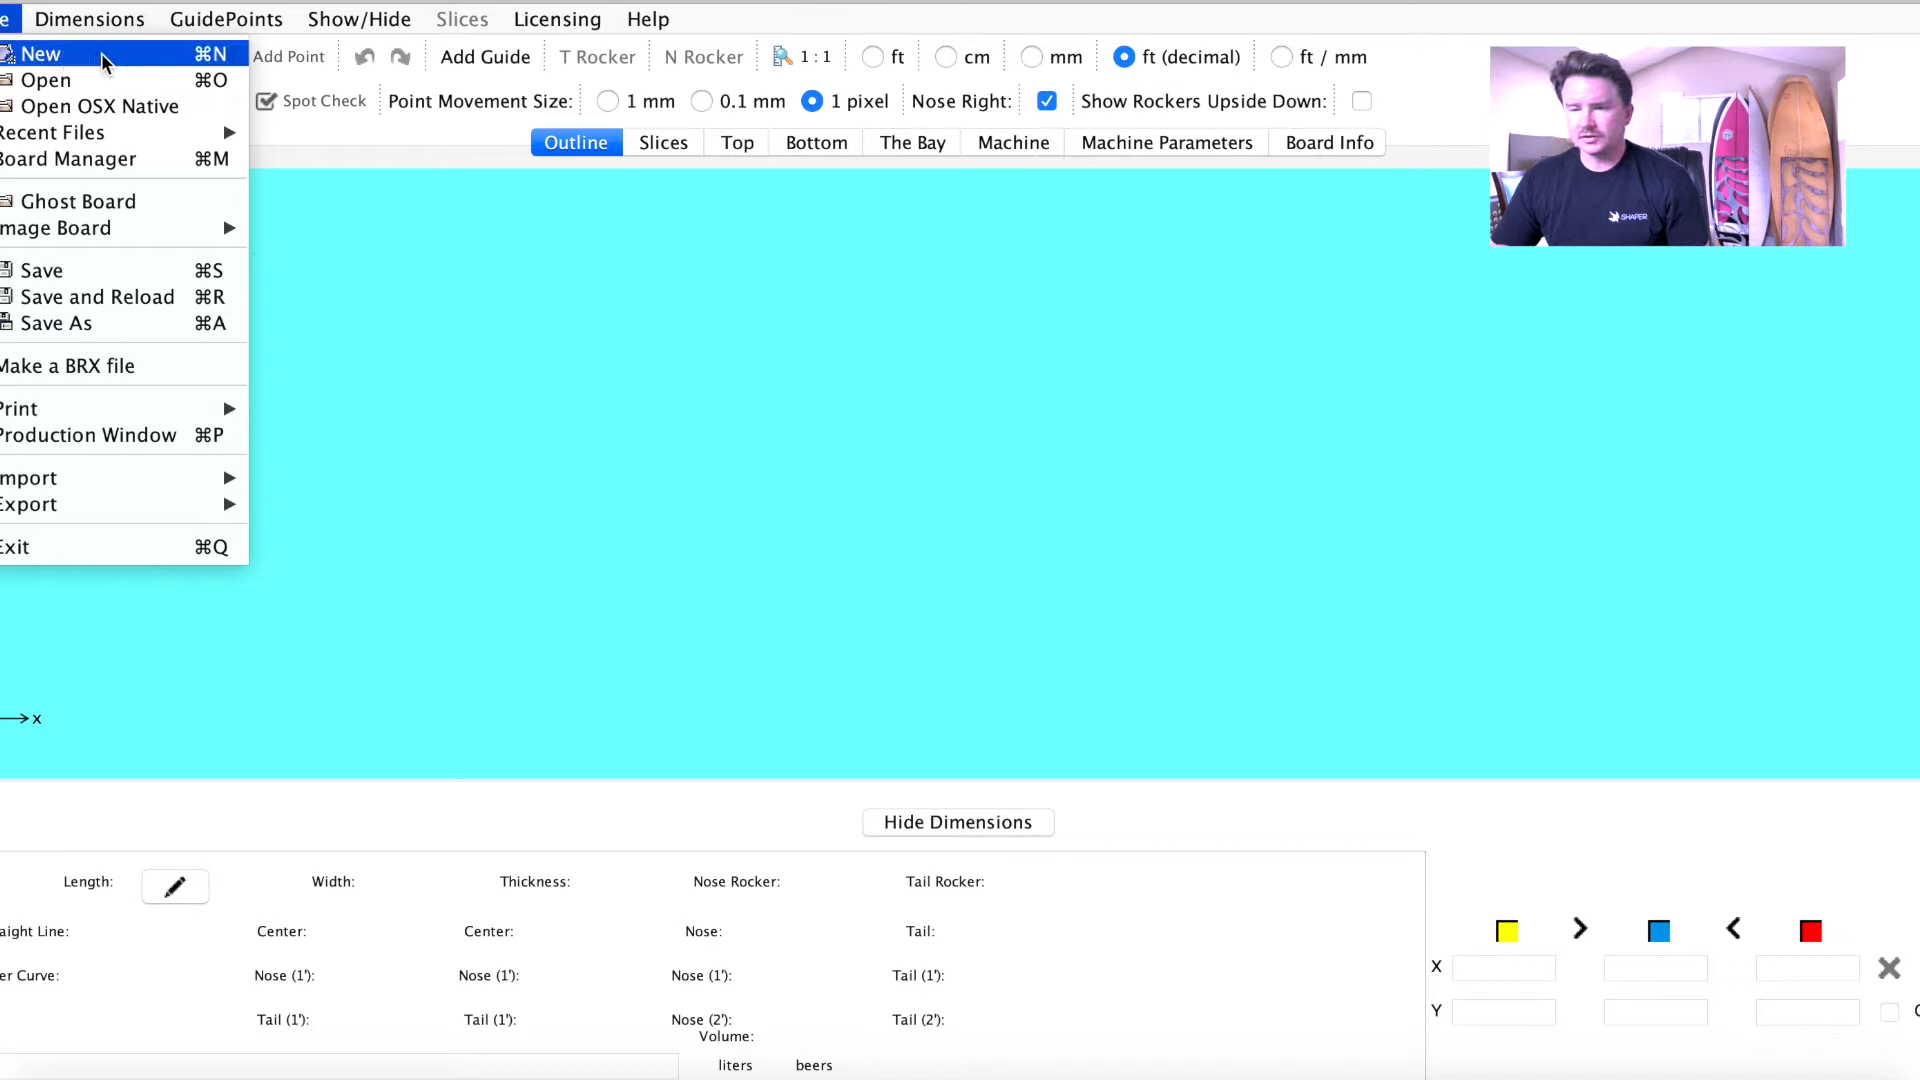 e Dimensions GuidePoints Show/Hide Slices Licensing Help
New ⌘N
Open ⌘O
Open OSX Native
Recent Files
Board Manager ⌘M
Ghost Board
mage Board
Save ⌘S
Save and Reload ⌘R
Save As ⌘A
Make a BRX file
Print
Production Window ⌘P
mport
Export
Exit ⌘Q
Add Point Add Guide T Rocker N Rocker 1 : 1 ft cm mm ft (decimal) ft / mm
Spot Check Point Movement Size: 1 mm 0.1 mm 1 pixel Nose Right: Show Rockers Upside Down:
Outline Slices Top Bottom The Bay Machine Machine Parameters Board Info
SHAPER
x
Hide Dimensions
Length: Width: Thickness: Nose Rocker: Tail Rocker:
aight Line: Center: Center: Nose: Tail:
er Curve: Nose (1'): Nose (1'): Nose (1'): Tail (1'):
Tail (1'): Tail (1'): Nose (2'): Tail (2'):
Volume:
liters beers
X
Y